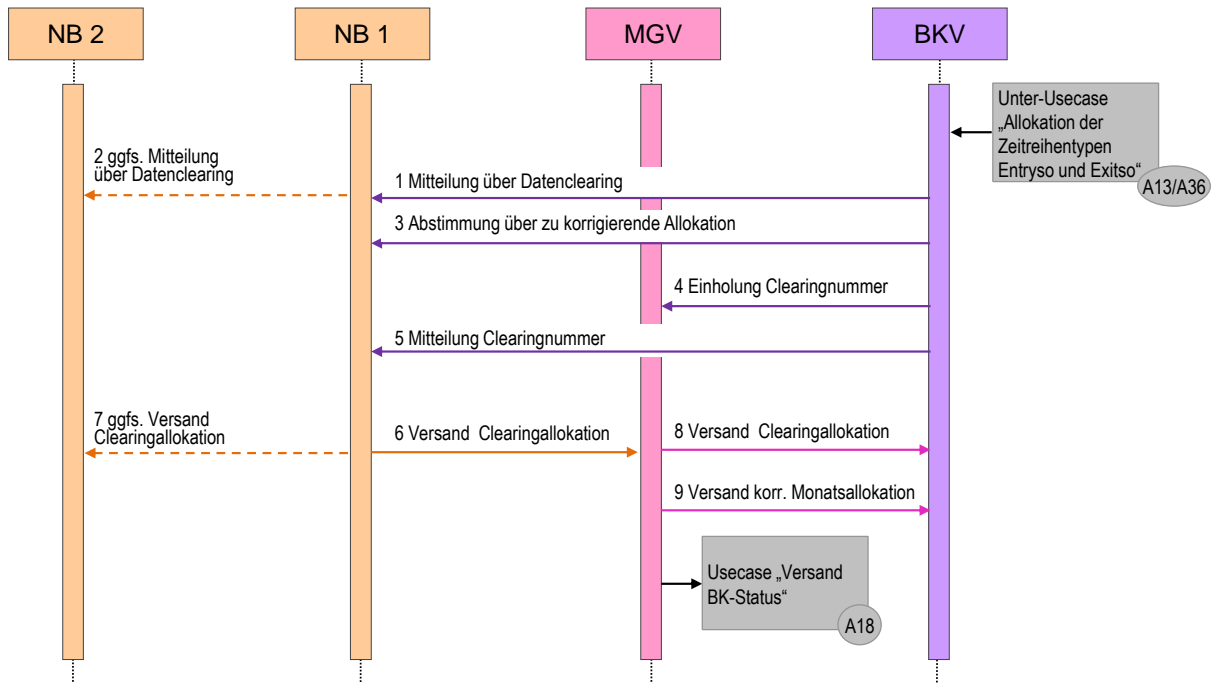 NB 2
NB 1
MGV
BKV
Unter-Usecase
„Allokation der
Zeitreihentypen
Entryso und Exitso“
A13/A36
2 ggfs. Mitteilung
über Datenclearing
1 Mitteilung über Datenclearing
3 Abstimmung über zu korrigierende Allokation
4 Einholung Clearingnummer
5 Mitteilung Clearingnummer
7 ggfs. Versand
Clearingallokation
6 Versand  Clearingallokation
8 Versand  Clearingallokation
9 Versand korr. Monatsallokation
Usecase „Versand
BK-Status“
A18